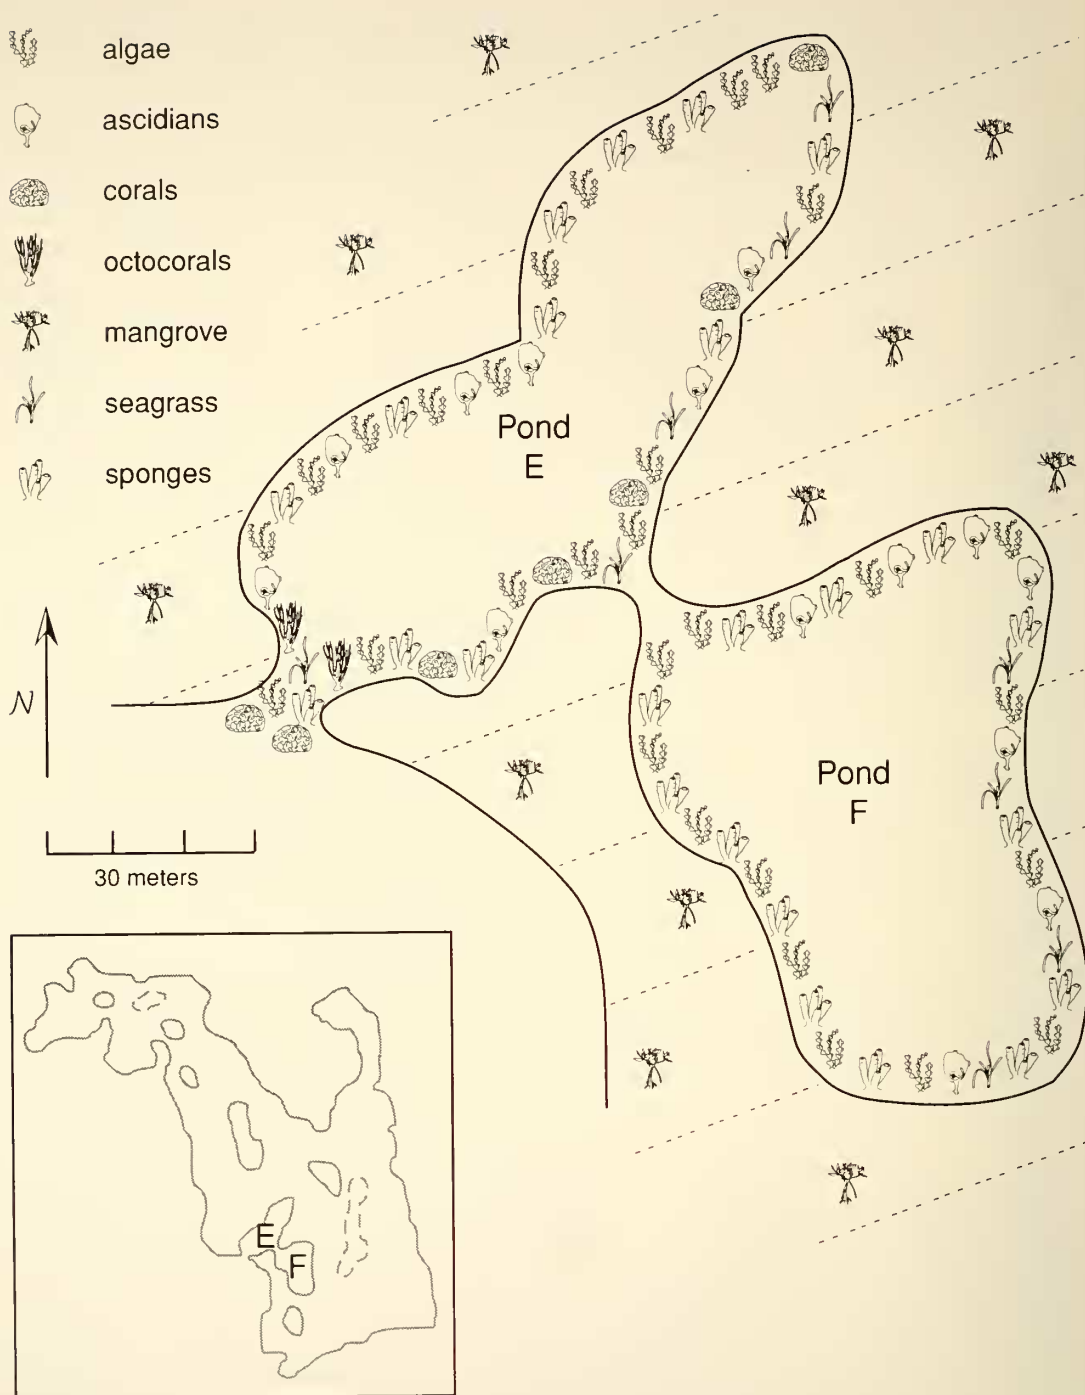 algae
ascidians
corals
octocorals
mangrove
seagrass
sponges
Pond
E
N
Pond
F
30 meters
E
F